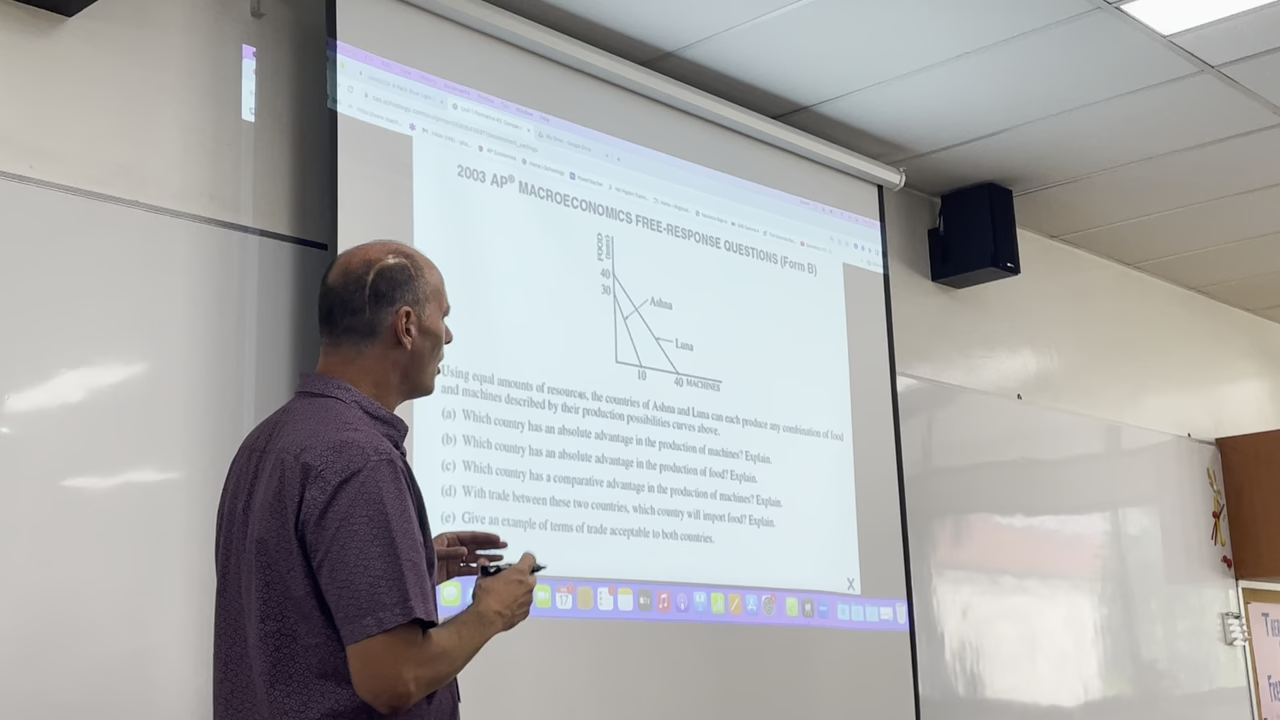 2003 AP® MACROECONOMICS FREE-RESPONSE QUESTIONS (Form B)
FOOD
40
30
Ashna
Luna
10
40 MACHINES
Using equal amounts of resources, the countries of Ashna and Luna can each produce any combination of food
and machines described by their production possibilities curves above.
(a) Which country has an absolute advantage in the production of machines? Explain.
(b) Which country has an absolute advantage in the production of food? Explain.
(c) Which country has a comparative advantage in the production of machines? Explain.
(d) With trade between these two countries, which country will import food? Explain.
(e) Give an example of terms of trade acceptable to both countries.
X
17